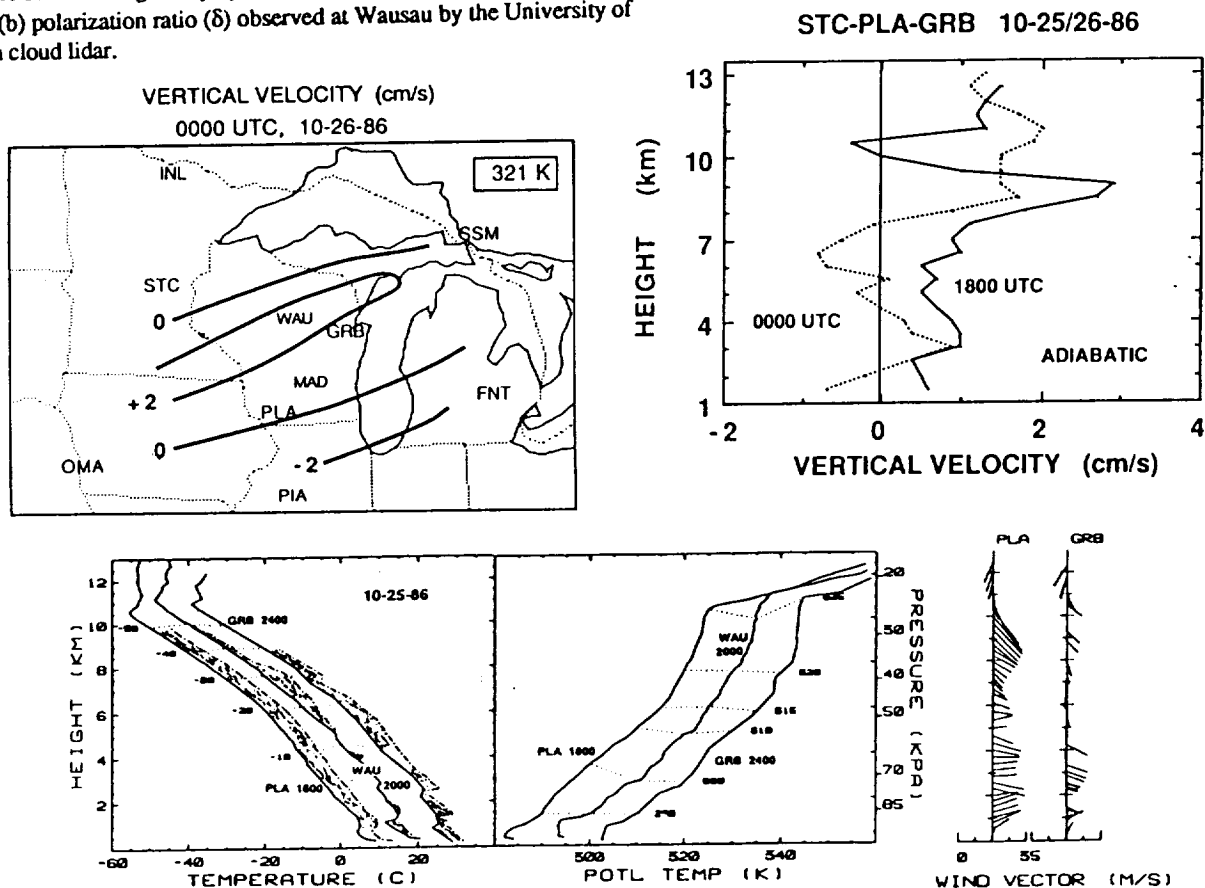 (b) polarization ratio (δ) observed at Wausau by the University of
cloud lidar.
VERTICAL VELOCITY (cm/s)
0000 UTC, 10-26-86
321 K
INL
SSM
STC
0
WAU
GRB
+ 2
MAD
PLA
FNT
0
OMA
- 2
PIA
STC-PLA-GRB 10-25/26-86
HEIGHT (km)
13
10
7
4
1
1800 UTC
0000 UTC
ADIABATIC
-2
0
2
4
VERTICAL VELOCITY (cm/s)
HEIGHT (KM)
12
10
8
6
4
2
10-25-86
GRB 2400
-40
-20
-10
WAU
2000
PLA 1800
-60
-40
-20
0
20
TEMPERATURE (C)
WAU
2000
PLA 1800
GRB 2400
500
520
540
POTL TEMP (K)
PRESSURE (KPA)
PLA
GRB
0
35
WIND VECTOR (M/S)